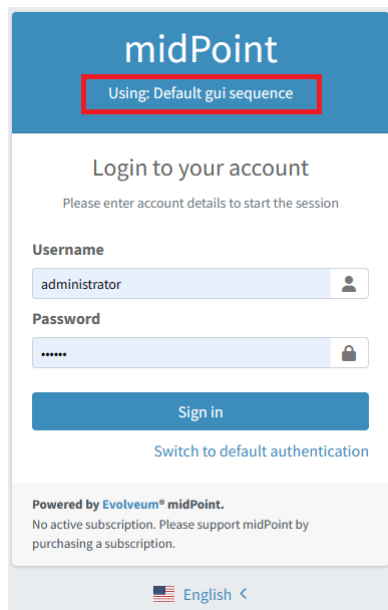 midPoint
Using: Default gui sequence
Login to your account
Please enter account details to start the session
Username
administrator
Password
••••••
Sign in
Switch to default authentication
Powered by Evolveum® midPoint.
No active subscription. Please support midPoint by
purchasing a subscription.
English